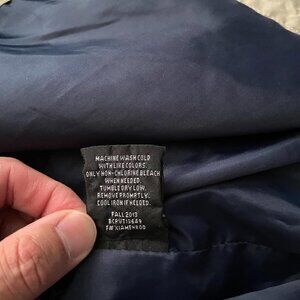 MACHINE WASH COLD
WITH LIKE COLORS.
ONLY NON-CHLORINE BLEACH
WHEN NEEDED.
TUMBLE DRY LOW.
REMOVE PROMPTLY.
COOL IRON IF NEEDED.
FALL 2013